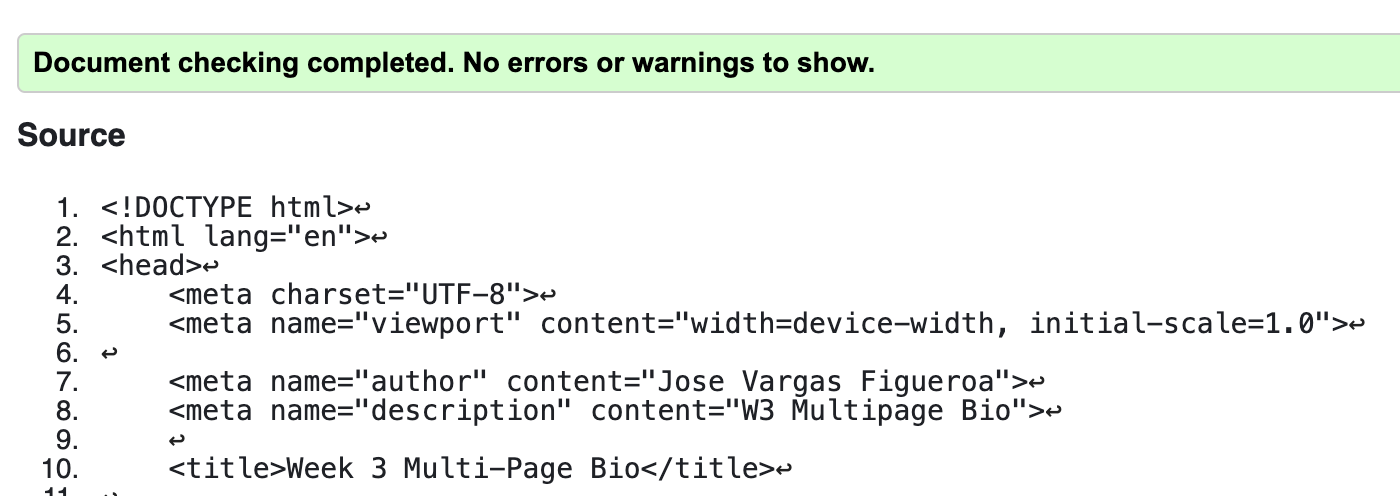 Document checking completed. No errors or warnings to show.
Source
1. <!DOCTYPE html>↩
2. <html lang="en">↩
3. <head>↩
4.     <meta charset="UTF-8">↩
5.     <meta name="viewport" content="width=device-width, initial-scale=1.0">↩
6. ↩
7.     <meta name="author" content="Jose Vargas Figueroa">↩
8.     <meta name="description" content="W3 Multipage Bio">↩
9.     ↩
10.     <title>Week 3 Multi-Page Bio</title>↩
11. ↩